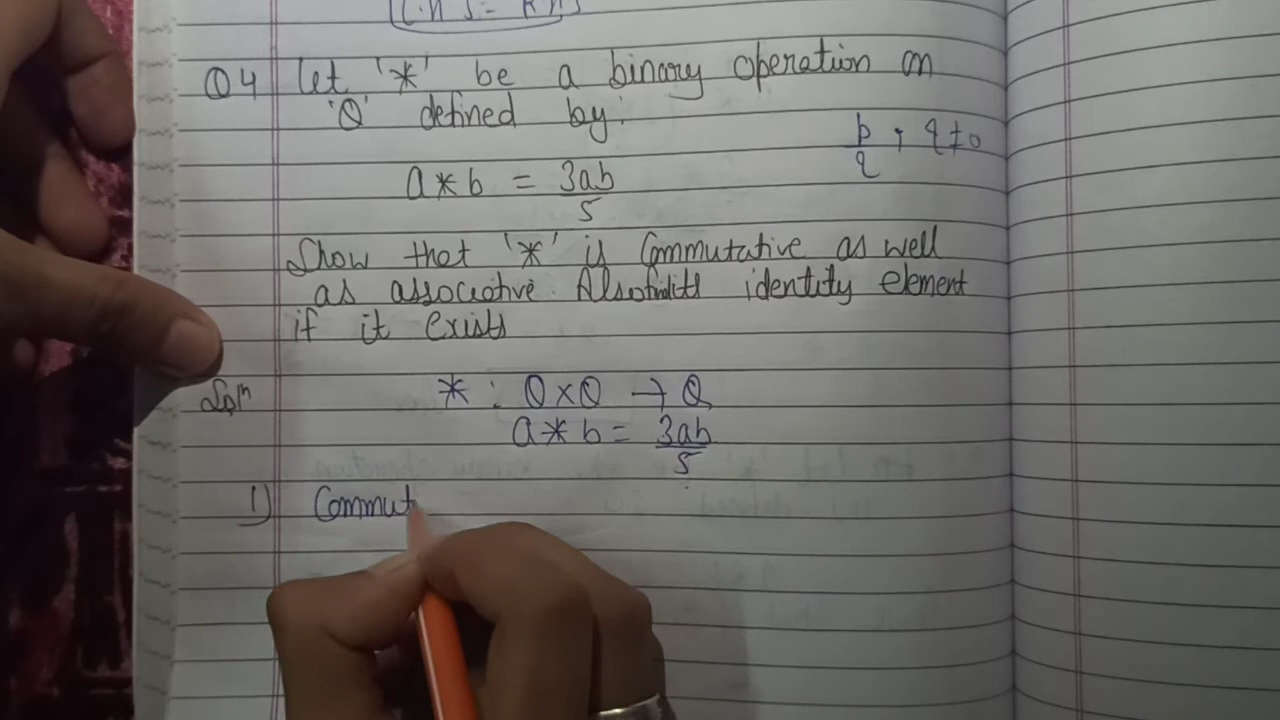 L.H.S = R.H.S
Q4 Let '*' be a binary operation on
'Q' defined by:
p/q, q≠0
a * b = 3ab/5
Show that '*' is Commutative as well
as associative. Also find its identity element
if it exists
Soln * : Q×Q → Q
a * b = 3ab/5
1) Commut